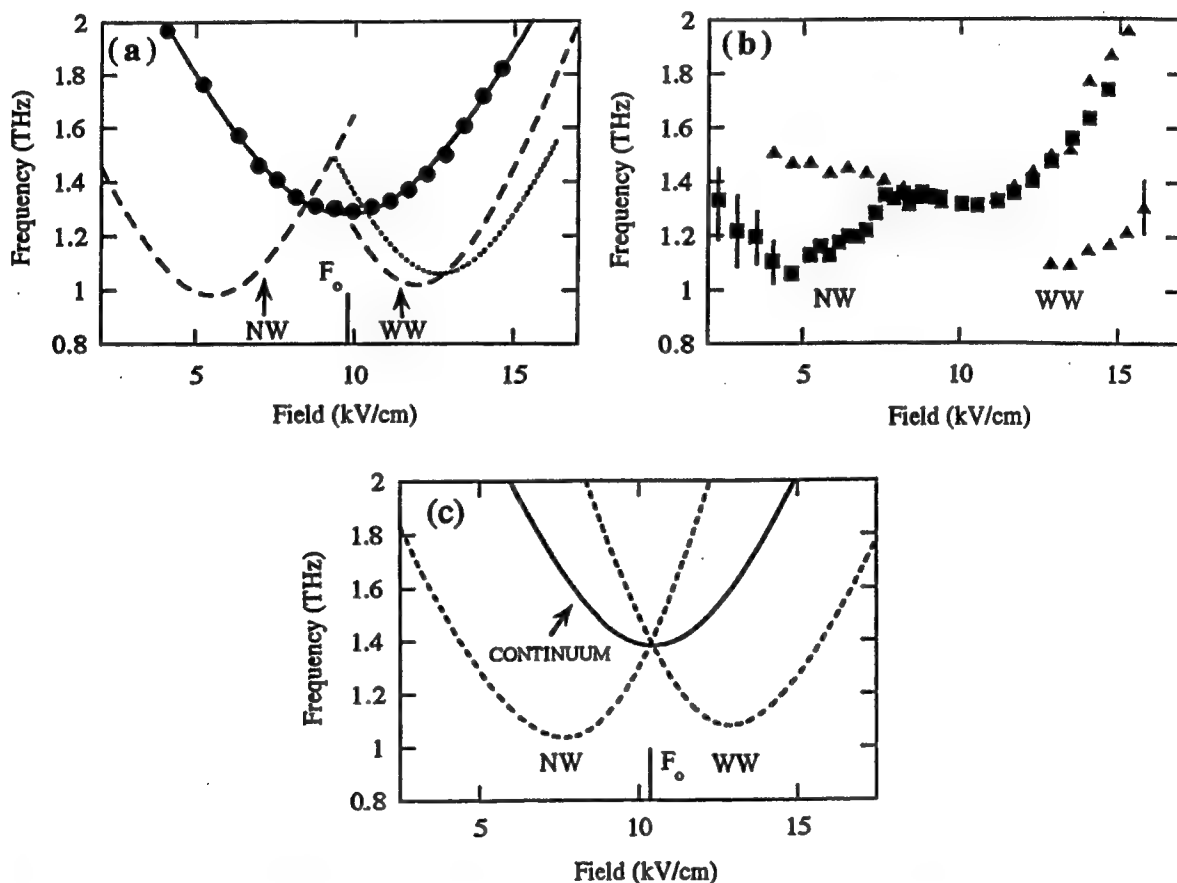 (a)
2
1.8
1.6
1.4
1.2
1
0.8
Frequency (THz)
F₀
NW
WW
5
10
15
Field (kV/cm)
(b)
2
1.8
1.6
1.4
1.2
1
0.8
Frequency (THz)
NW
WW
5
10
15
Field (kV/cm)
(c)
2
1.8
1.6
1.4
1.2
1
0.8
Frequency (THz)
CONTINUUM
NW
F₀
WW
5
10
15
Field (kV/cm)